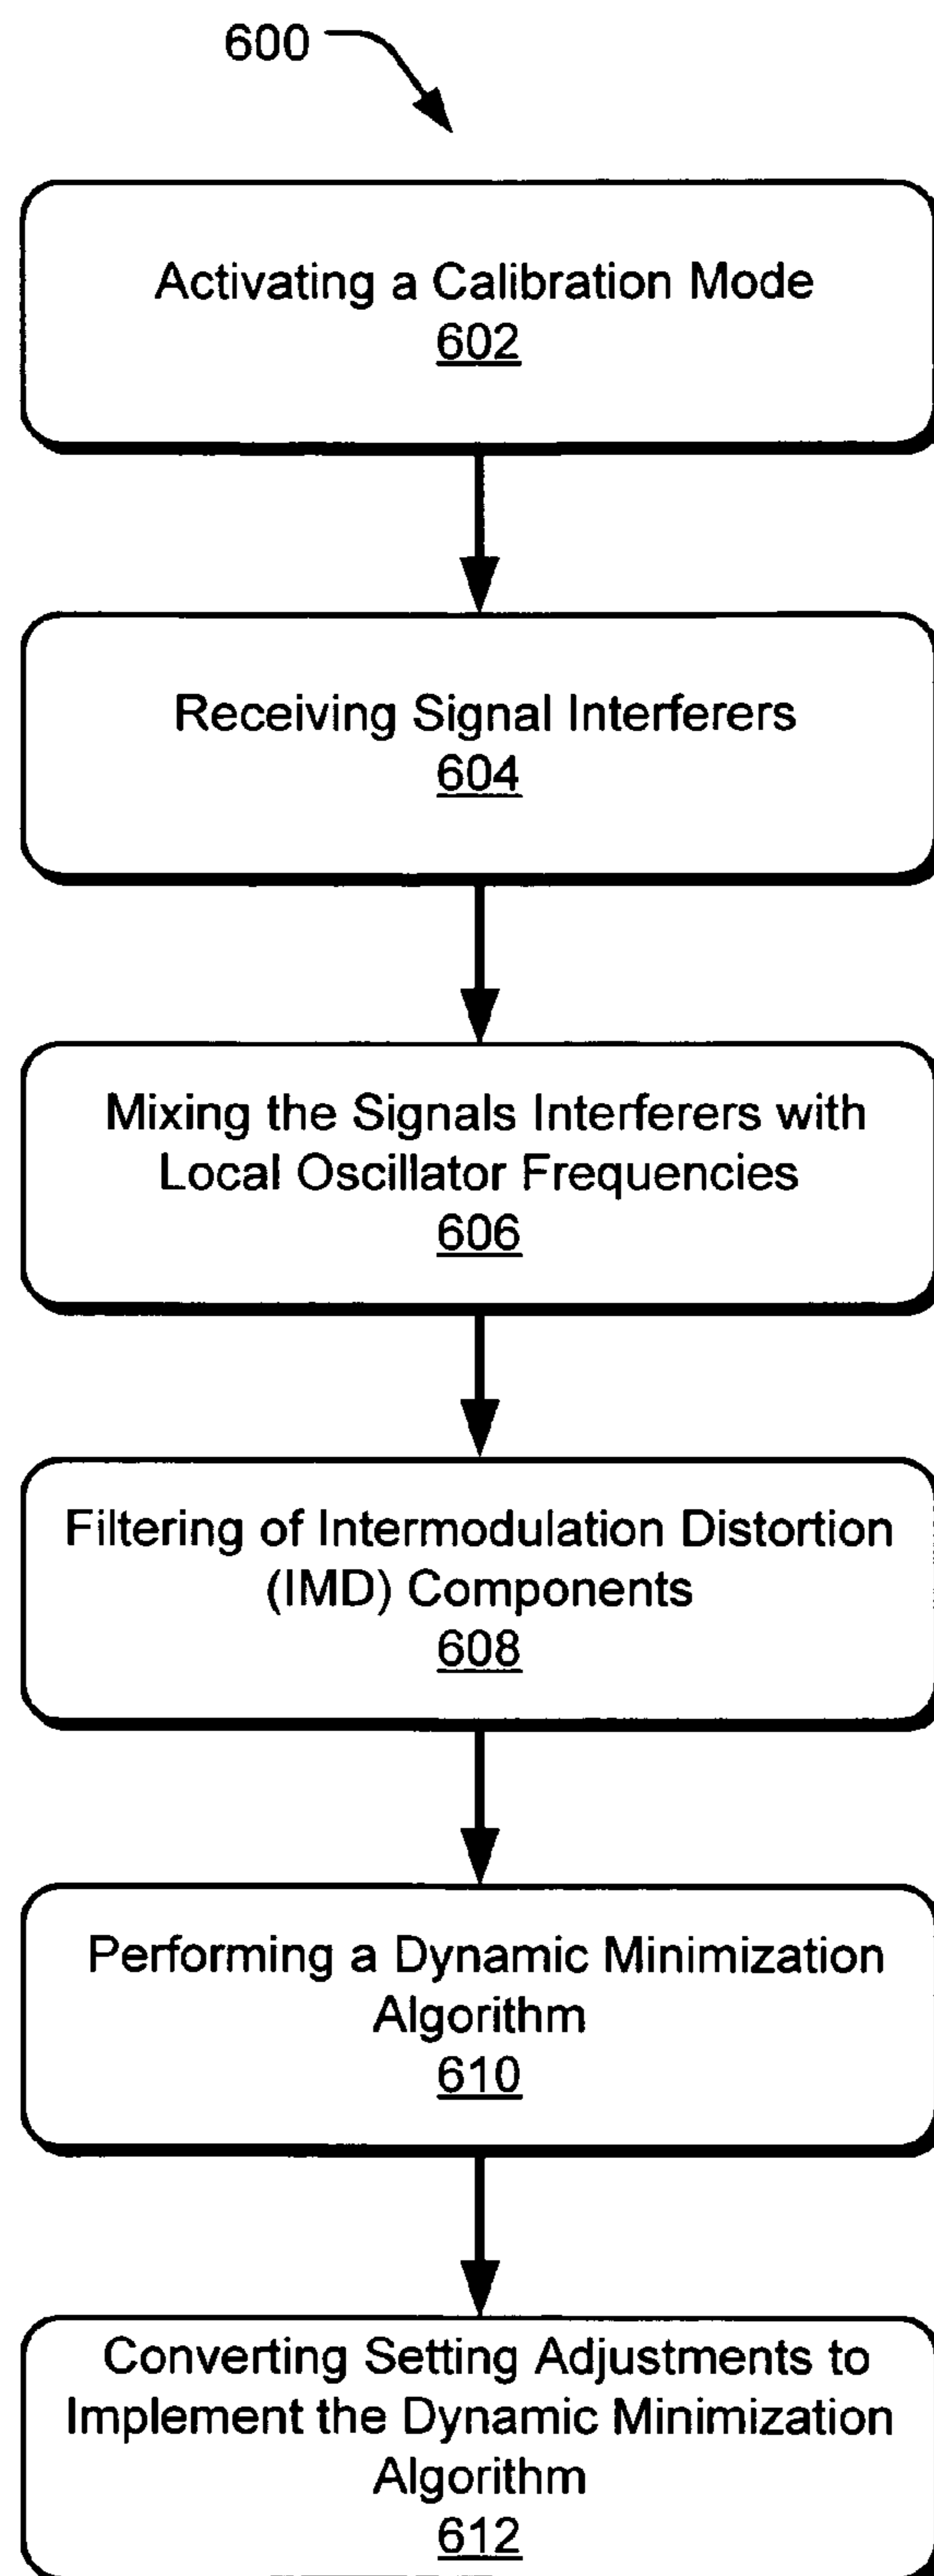 600
Activating a Calibration Mode
602
Receiving Signal Interferers
604
Mixing the Signals Interferers with
Local Oscillator Frequencies
606
Filtering of Intermodulation Distortion
(IMD) Components
608
Performing a Dynamic Minimization
Algorithm
610
Converting Setting Adjustments to
Implement the Dynamic Minimization
Algorithm
612